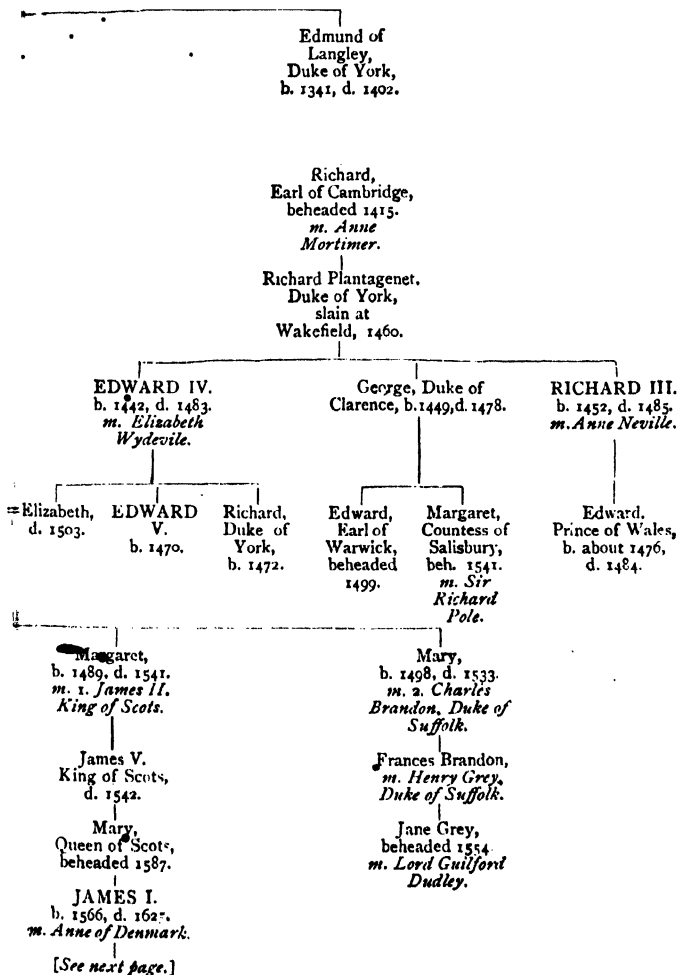 Edmund of
Langley,
Duke of York,
b. 1341, d. 1402.
Richard,
Earl of Cambridge,
beheaded 1415.
m. Anne
Mortimer.
Richard Plantagenet.
Duke of York,
slain at
Wakefield, 1460.
EDWARD IV.
b. 1442, d. 1483.
m. Elizabeth
Wydevile.
George, Duke of
Clarence, b. 1449, d. 1478.
RICHARD III.
b. 1452, d. 1485.
m. Anne Neville.
=Elizabeth,
d. 1503.
EDWARD
V.
b. 1470.
Richard,
Duke of
York,
b. 1472.
Edward,
Earl of
Warwick,
beheaded
1499.
Margaret,
Countess of
Salisbury,
beh. 1541.
m. Sir
Richard
Pole.
Edward.
Prince of Wales,
b. about 1476,
d. 1484.
Margaret,
b. 1489, d. 1541.
m. 1. James II.
King of Scots.
James V.
King of Scots,
d. 1542.
Mary,
Queen of Scots,
beheaded 1587.
JAMES I.
b. 1566, d. 1625.
m. Anne of Denmark.
[See next page.]
Mary,
b. 1498, d. 1533.
m. 2. Charles
Brandon, Duke of
Suffolk.
Frances Brandon,
m. Henry Grey,
Duke of Suffolk.
Jane Grey,
beheaded 1554
m. Lord Guilford
Dudley.